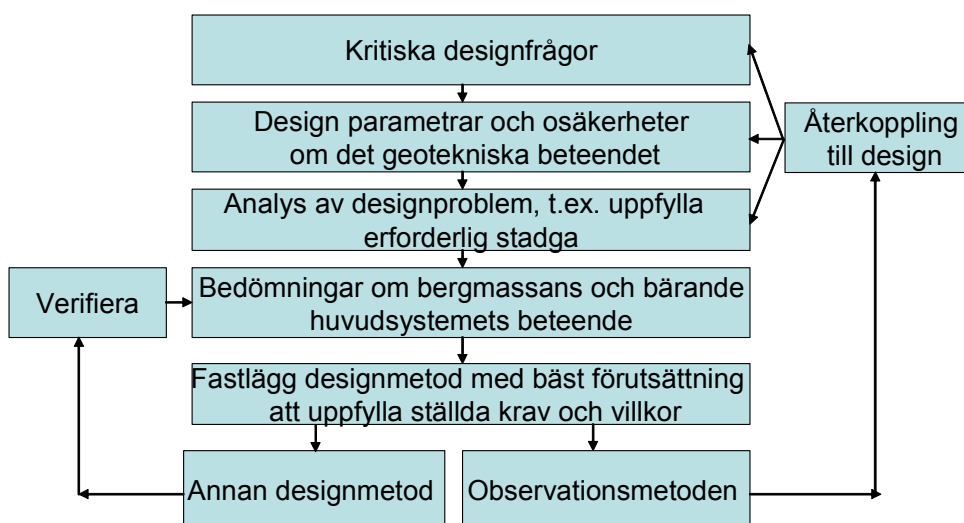 Kritiska designfrågor
Design parametrar och osäkerheter
om det geotekniska beteendet
Återkoppling
till design
Analys av designproblem, t.ex. uppfylla
erforderlig stadga
Verifiera
Bedömningar om bergmassans och bärande
huvudsystemets beteende
Fastlägg designmetod med bäst förutsättning
att uppfylla ställda krav och villkor
Annan designmetod
Observationsmetoden